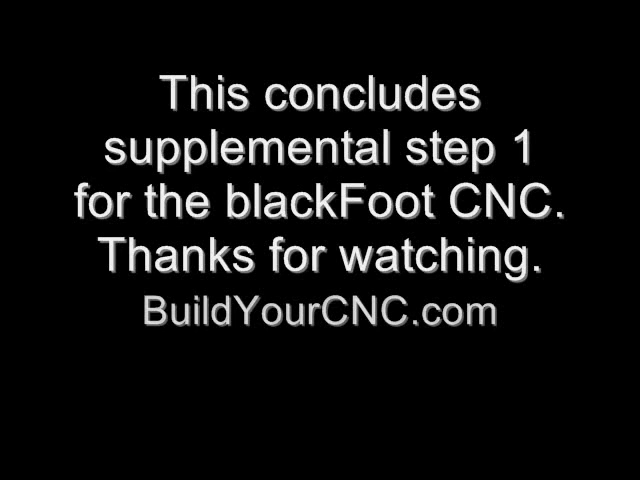 This concludes
supplemental step 1
for the blackFoot CNC.
Thanks for watching.
BuildYourCNC.com